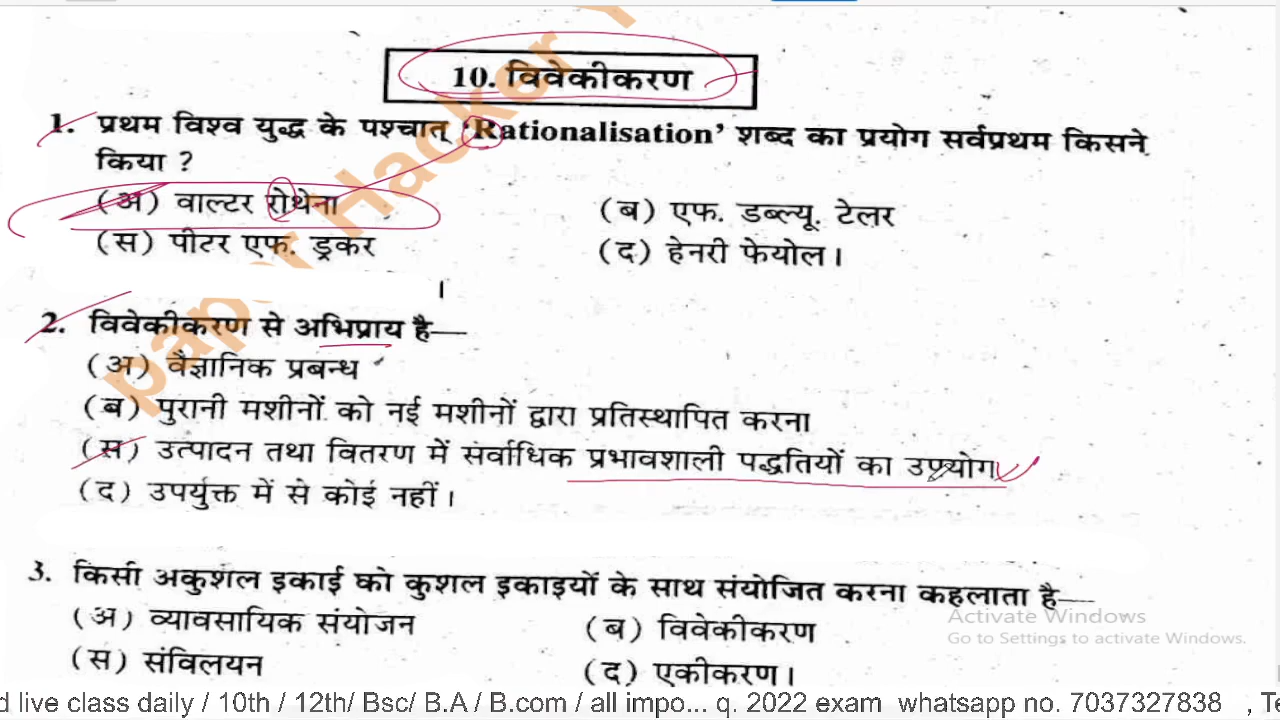 10. विवेकीकरण
1. प्रथम विश्व युद्ध के पश्चात् 'Rationalisation' शब्द का प्रयोग सर्वप्रथम किसने
किया ?
(अ) वाल्टर रोथेना (ब) एफ. डब्ल्यू. टेलर
(स) पीटर एफ. ड्रकर (द) हेनरी फेयोल।
।
2. विवेकीकरण से अभिप्राय है—
(अ) वैज्ञानिक प्रबन्ध
(ब) पुरानी मशीनों को नई मशीनों द्वारा प्रतिस्थापित करना
(स) उत्पादन तथा वितरण में सर्वाधिक प्रभावशाली पद्धतियों का उपयोग
(द) उपर्युक्त में से कोई नहीं।
3. किसी अकुशल इकाई को कुशल इकाइयों के साथ संयोजित करना कहलाता है—
(अ) व्यावसायिक संयोजन (ब) विवेकीकरण
(स) संविलयन (द) एकीकरण।
paper Hacker
Activate Windows
Go to Settings to activate Windows.
d live class daily / 10th / 12th/ Bsc/ B.A / B.com / all impo... q. 2022 exam whatsapp no. 7037327838 , Te